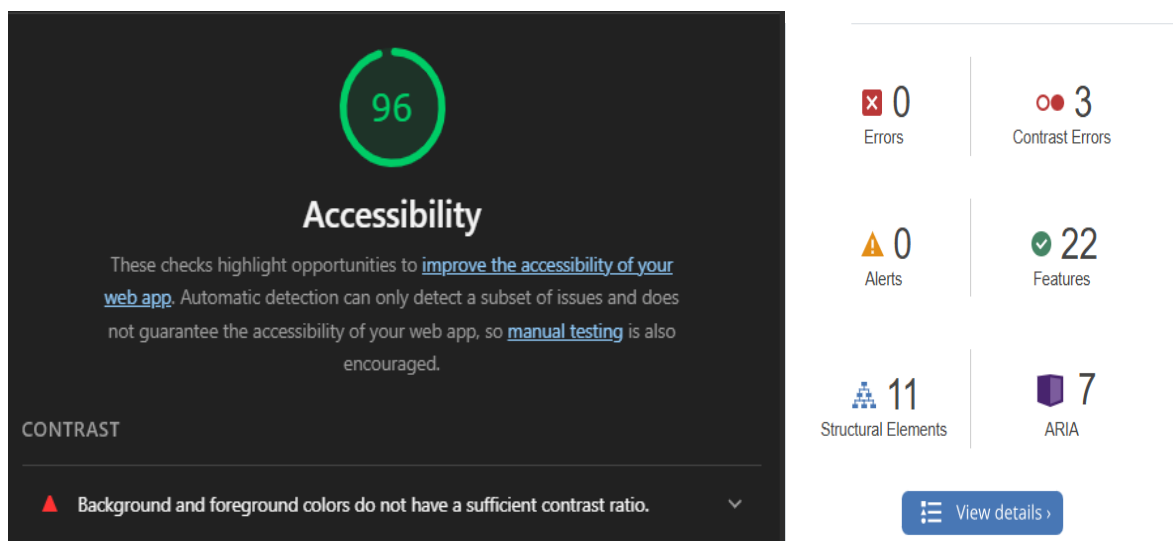 96
Accessibility
These checks highlight opportunities to improve the accessibility of your
web app. Automatic detection can only detect a subset of issues and does
not guarantee the accessibility of your web app, so manual testing is also
encouraged.
CONTRAST
Background and foreground colors do not have a sufficient contrast ratio.
0
Errors
3
Contrast Errors
0
Alerts
22
Features
11
Structural Elements
7
ARIA
View details ›